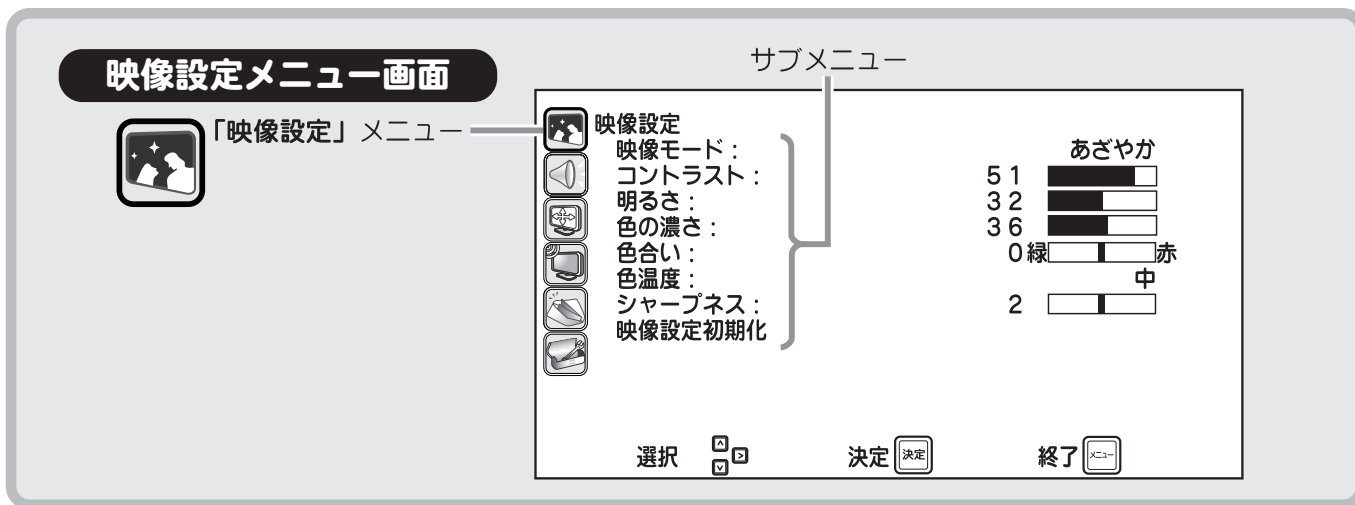 映像設定メニュー画面
サブメニュー
「映像設定」メニュー
映像設定
映像モード： あざやか
コントラスト： 51
明るさ： 32
色の濃さ： 36
色合い： 0 緑 赤
色温度： 中
シャープネス： 2
映像設定初期化
選択 決定 決定 終了 メニュー